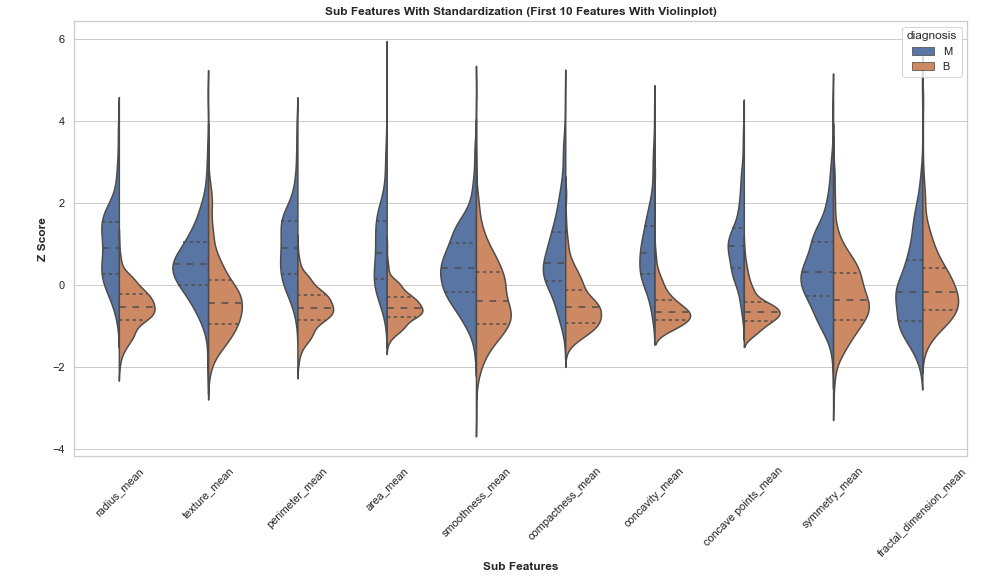 Sub Features With Standardization (First 10 Features With Violinplot)
diagnosis
M
B
6
4
2
0
−2
−4
Z Score
radius_mean
texture_mean
perimeter_mean
area_mean
smoothness_mean
compactness_mean
concavity_mean
concave points_mean
symmetry_mean
fractal_dimension_mean
Sub Features